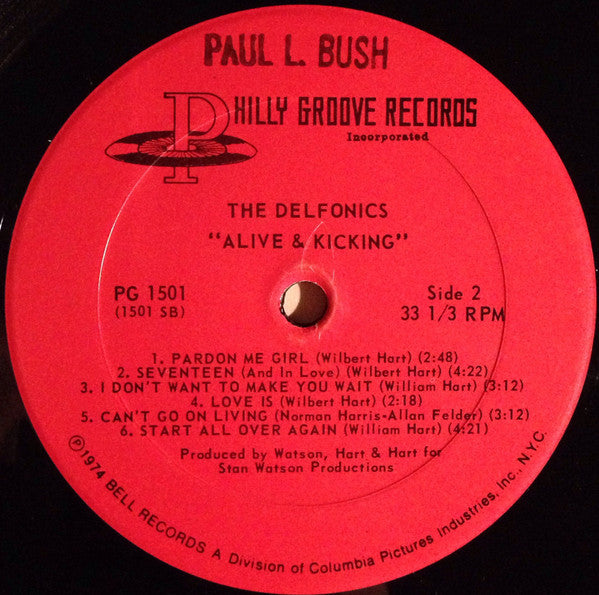 PAUL L. BUSH
PHILLY GROOVE RECORDS
Incorporated
THE DELFONICS
"ALIVE & KICKING"
PG 1501
(1501 SB)
Side 2
33 1/3 RPM
1. PARDON ME GIRL (Wilbert Hart) (2:48)
2. SEVENTEEN (And In Love) (Wilbert Hart) (4:22)
3. I DON'T WANT TO MAKE YOU WAIT (William Hart) (3:12)
4. LOVE IS (Wilbert Hart) (2:18)
5. CAN'T GO ON LIVING (Norman Harris-Allan Felder) (3:12)
6. START ALL OVER AGAIN (William Hart) (4:21)
Produced by Watson, Hart & Hart for
Stan Watson Productions
Ⓟ1974 BELL RECORDS A Division of Columbia Pictures Industries, Inc., N.Y.C.